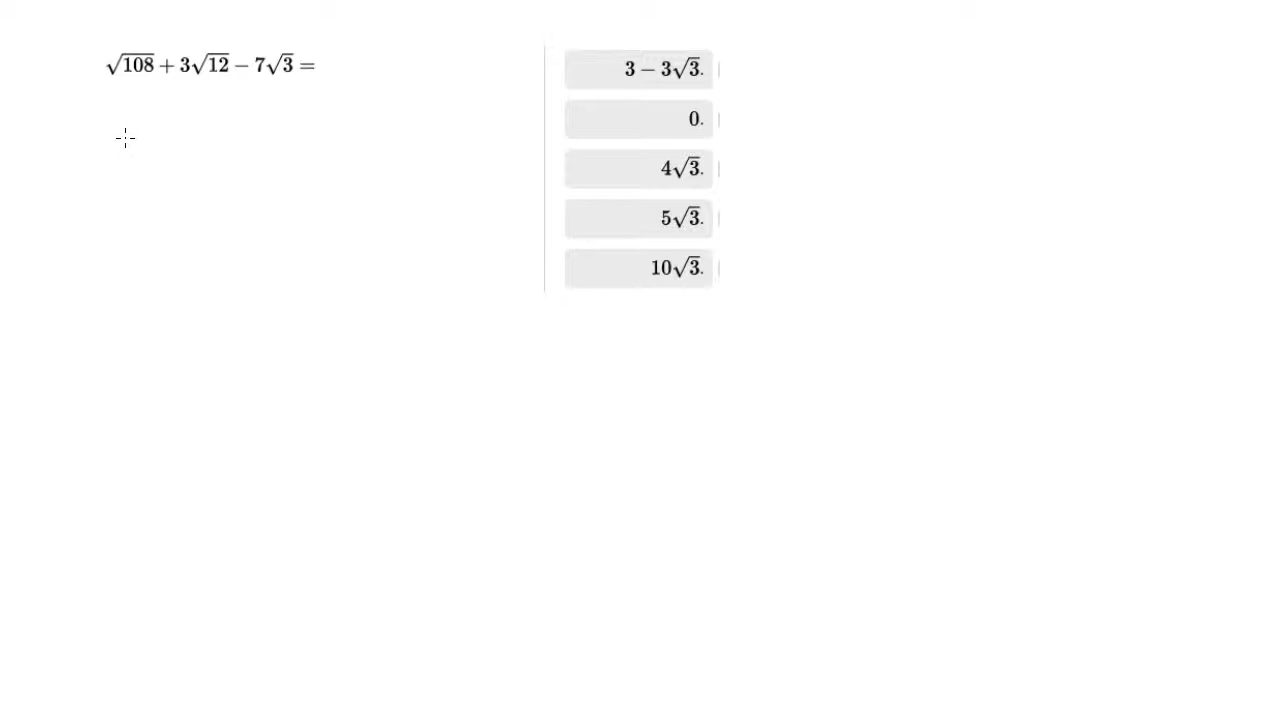 √108 + 3√12 − 7√3 =
3 − 3√3.
0.
4√3.
5√3.
10√3.